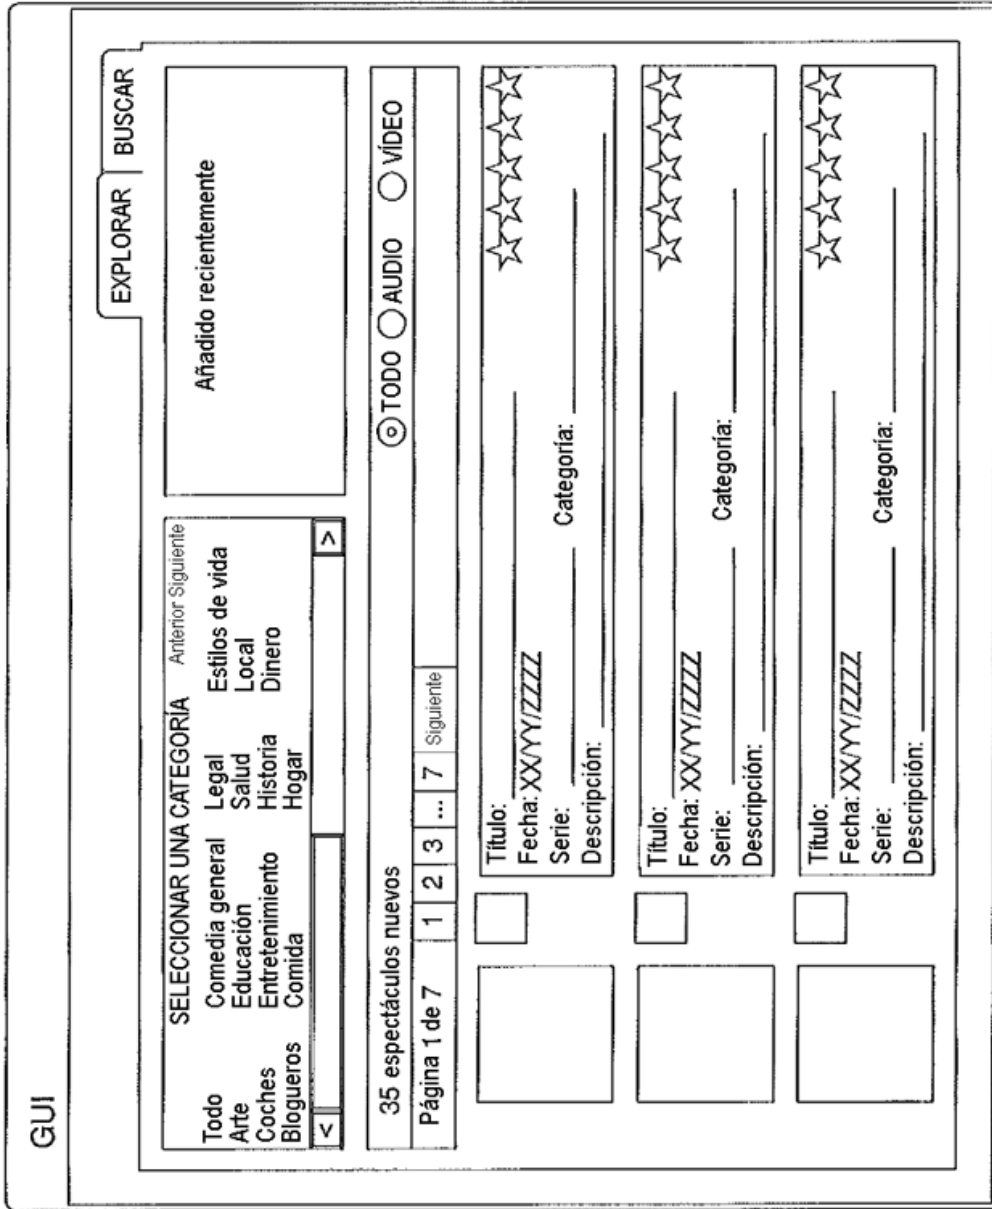 GUI
EXPLORAR BUSCAR
SELECCIONAR UNA CATEGORÍA Anterior Siguiente
Todo Comedia general Legal Estilos de vida
Arte Educación Salud Local
Coches Entretenimiento Historia Dinero
Blogueros Comida Hogar
< >
Añadido recientemente
35 espectáculos nuevos TODO AUDIO VÍDEO
Página 1 de 7 1 2 3 ... 7 Siguiente
Título:
Fecha: XX/YY/ZZZZ
Serie: Categoría:
Descripción:
Título:
Fecha: XX/YY/ZZZZ
Serie: Categoría:
Descripción:
Título:
Fecha: XX/YY/ZZZZ
Serie: Categoría:
Descripción: